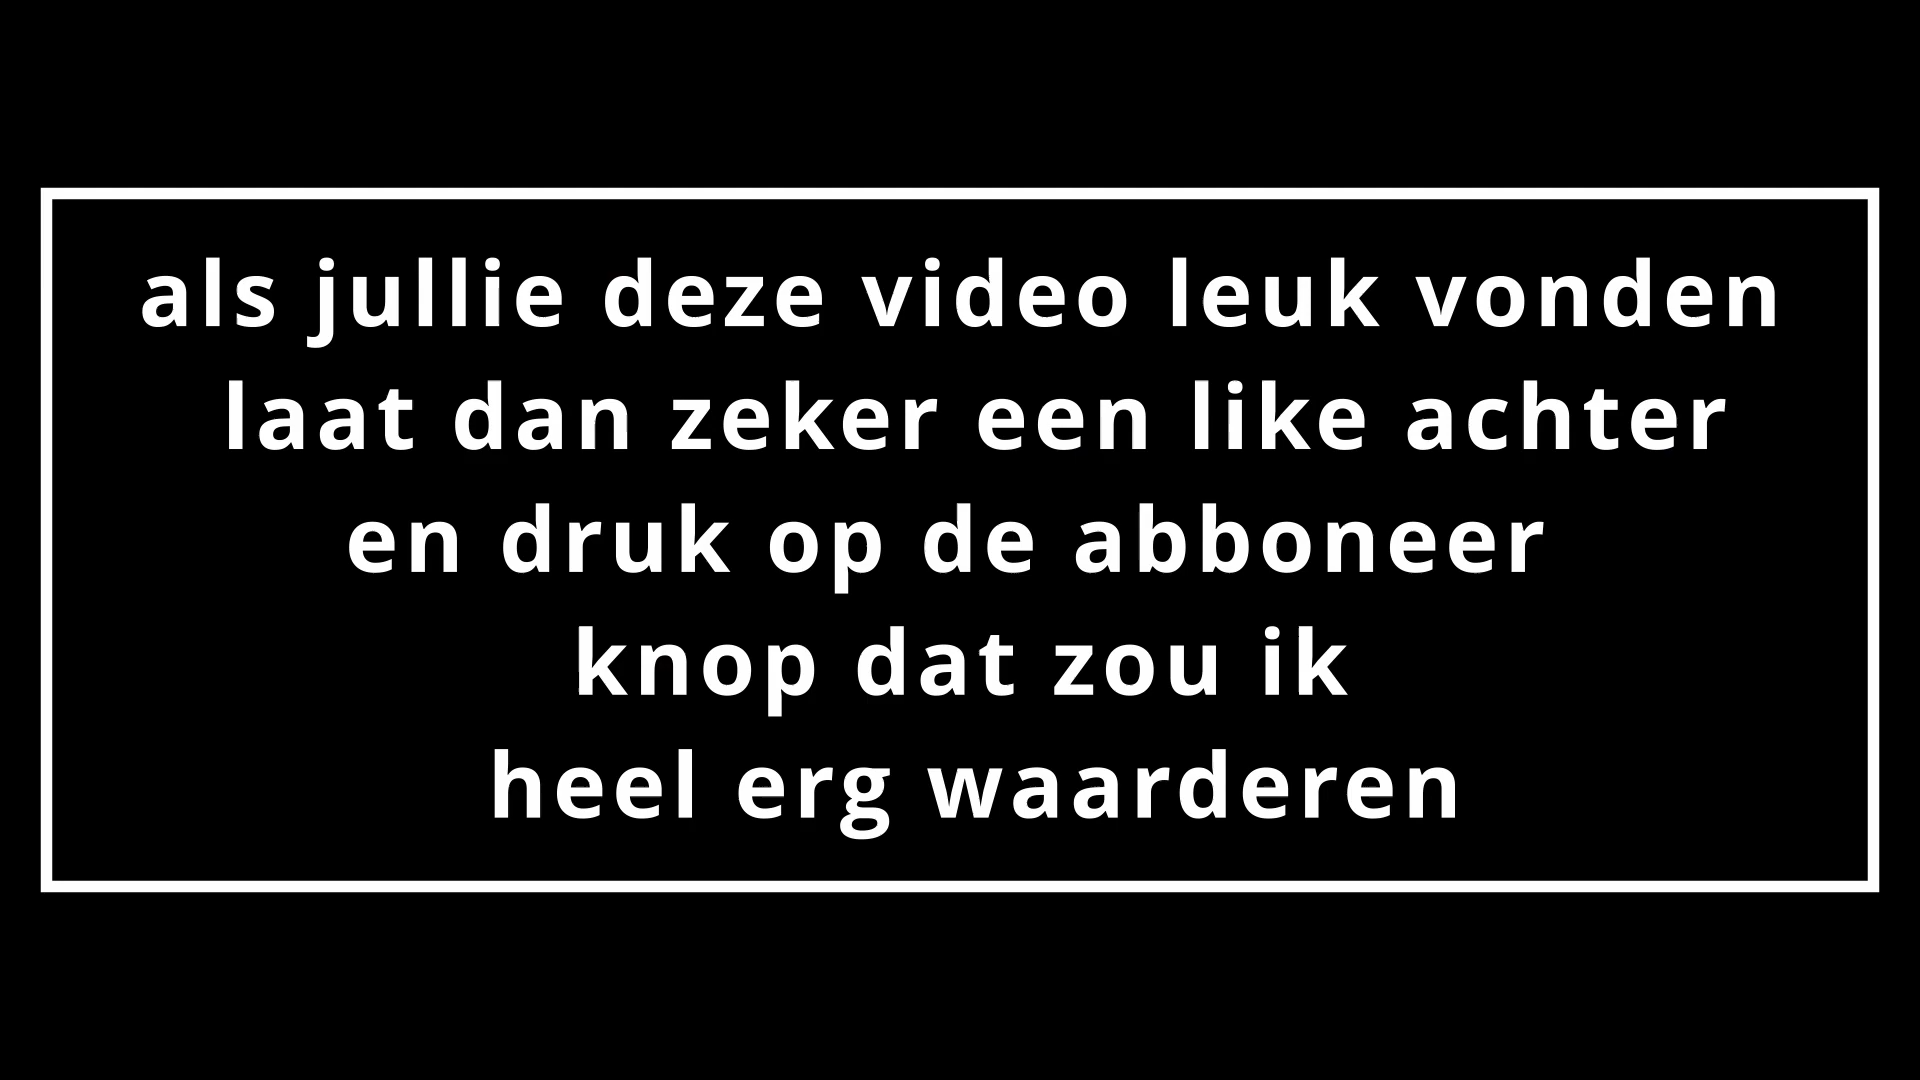 als jullie deze video leuk vonden
laat dan zeker een like achter
en druk op de abboneer
knop dat zou ik
heel erg waarderen